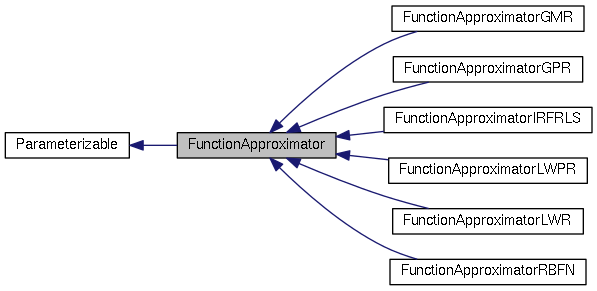 FunctionApproximatorGMR
FunctionApproximatorGPR
FunctionApproximatorIRFRLS
Parameterizable
FunctionApproximator
FunctionApproximatorLWPR
FunctionApproximatorLWR
FunctionApproximatorRBFN